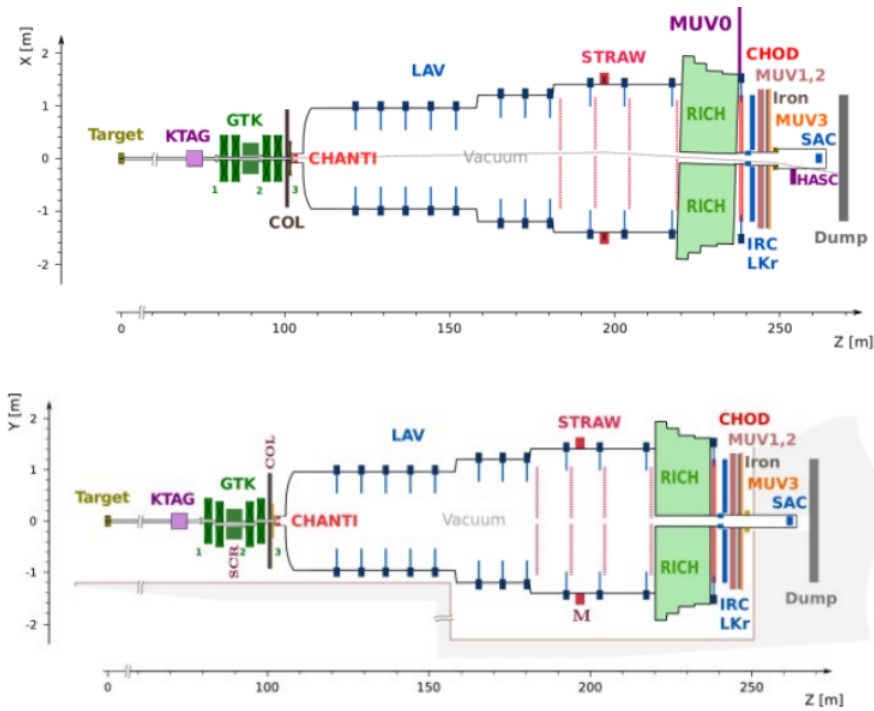 MUV0
X [m]
2
1
0
-1
-2
LAV
STRAW
CHOD
MUV1,2
Iron
MUV3
SAC
HASC
RICH
RICH
GTK
KTAG
Target
1
2
3
CHANTI
Vacuum
COL
IRC
LKr
Dump
0
100
150
200
250
Z [m]
Y [m]
2
1
0
-1
-2
LAV
STRAW
CHOD
MUV1,2
Iron
MUV3
SAC
RICH
RICH
COL
GTK
KTAG
Target
1
2
3
SCR
CHANTI
Vacuum
M
IRC
LKr
Dump
0
100
150
200
250
Z [m]